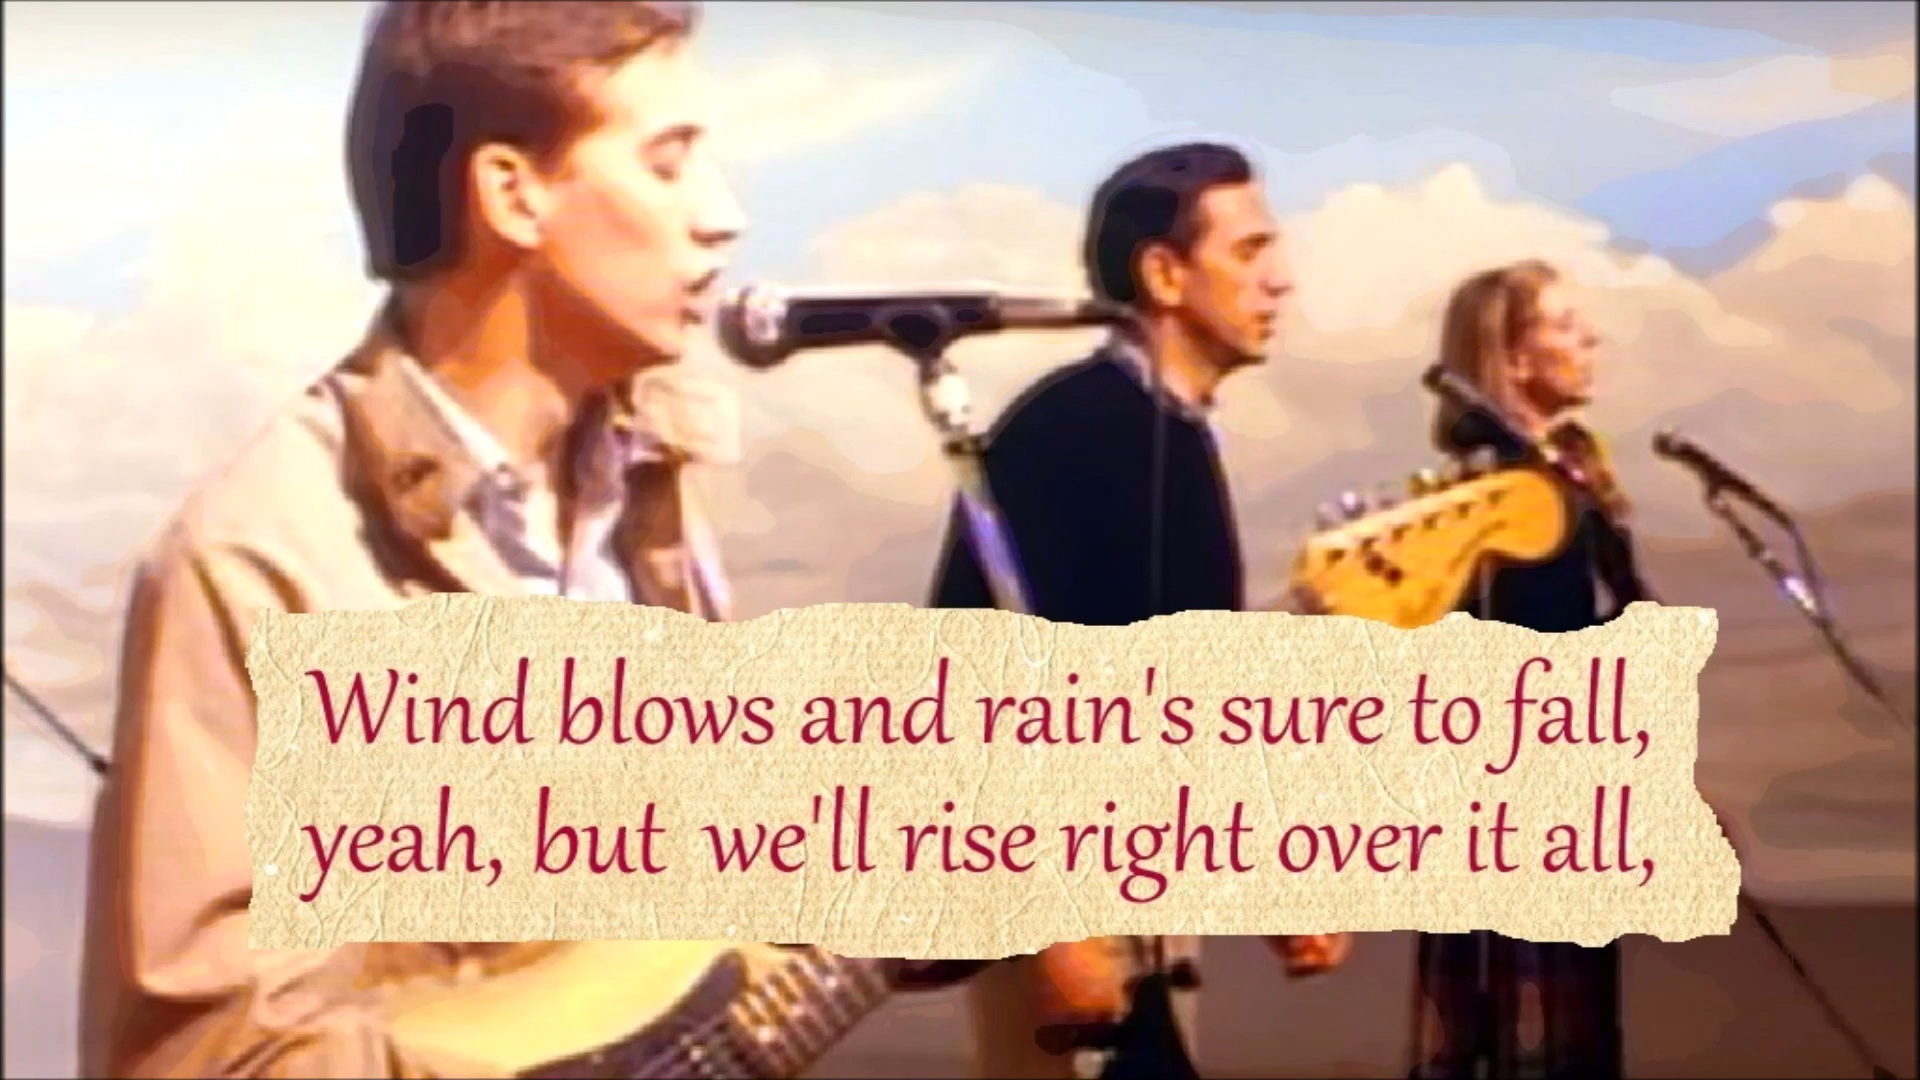 Wind blows and rain's sure to fall,
yeah, but we'll rise right over it all,